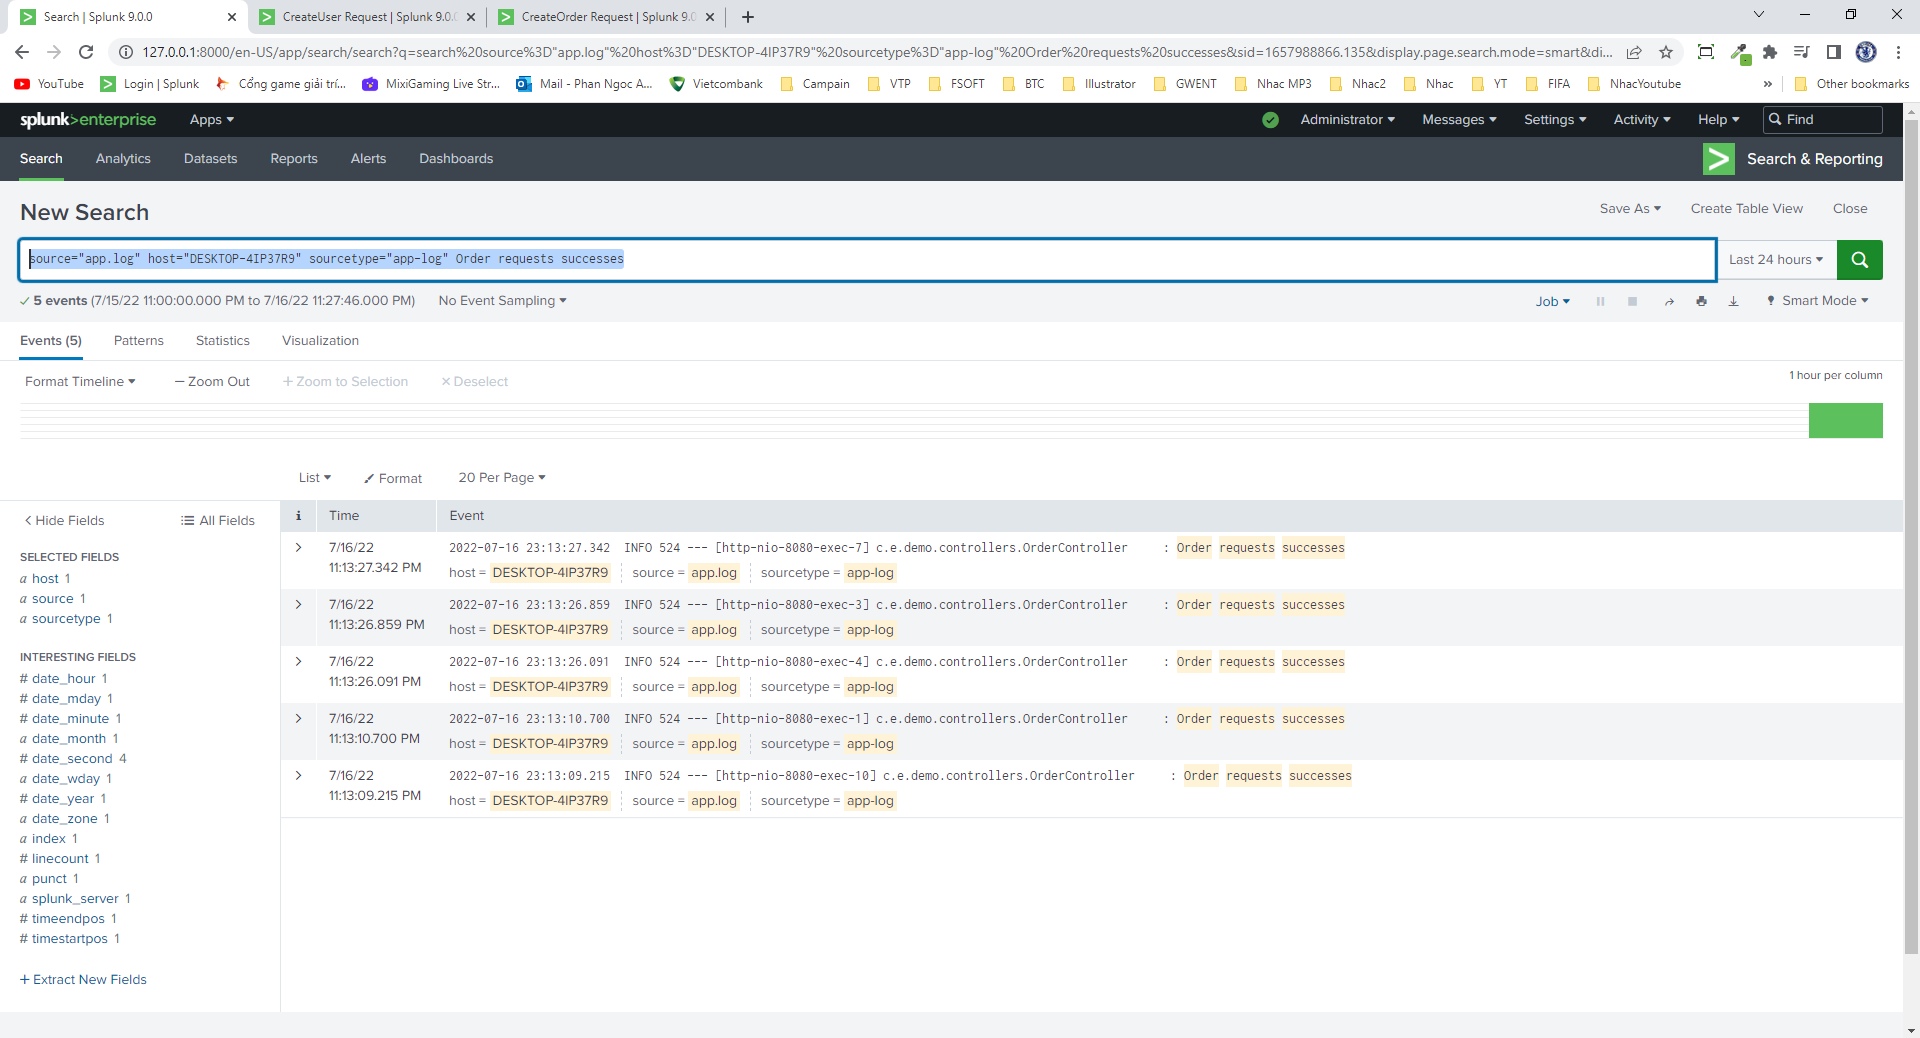 Search | Splunk 9.0.0
CreateUser Request | Splunk 9.0.0
CreateOrder Request | Splunk 9.0
127.0.0.1:8000/en-US/app/search/search?q=search%20source%3D"app.log"%20host%3D"DESKTOP-4IP37R9"%20sourcetype%3D"app-log"%20Order%20requests%20successes&sid=1657988866.135&display.page.search.mode=smart&di...
YouTube Login | Splunk Cổng game giải trí... MixiGaming Live Str... Mail - Phan Ngoc A... Vietcombank Campain VTP FSOFT BTC Illustrator GWENT Nhac MP3 Nhac2 Nhac YT FIFA NhacYoutube » Other bookmarks
splunk>enterprise Apps Administrator Messages Settings Activity Help Find
Search Analytics Datasets Reports Alerts Dashboards Search & Reporting
New Search Save As Create Table View Close
source="app.log" host="DESKTOP-4IP37R9" sourcetype="app-log" Order requests successes Last 24 hours
5 events (7/15/22 11:00:00.000 PM to 7/16/22 11:27:46.000 PM) No Event Sampling Job Smart Mode
Events (5) Patterns Statistics Visualization
Format Timeline — Zoom Out + Zoom to Selection × Deselect 1 hour per column
List Format 20 Per Page
< Hide Fields All Fields
SELECTED FIELDS
a host 1
a source 1
a sourcetype 1
INTERESTING FIELDS
# date_hour 1
# date_mday 1
# date_minute 1
a date_month 1
# date_second 4
a date_wday 1
# date_year 1
a date_zone 1
a index 1
# linecount 1
a punct 1
a splunk_server 1
# timeendpos 1
# timestartpos 1
+ Extract New Fields
i Time Event
7/16/22 2022-07-16 23:13:27.342 INFO 524 --- [http-nio-8080-exec-7] c.e.demo.controllers.OrderController : Order requests successes
11:13:27.342 PM host = DESKTOP-4IP37R9 source = app.log sourcetype = app-log
7/16/22 2022-07-16 23:13:26.859 INFO 524 --- [http-nio-8080-exec-3] c.e.demo.controllers.OrderController : Order requests successes
11:13:26.859 PM host = DESKTOP-4IP37R9 source = app.log sourcetype = app-log
7/16/22 2022-07-16 23:13:26.091 INFO 524 --- [http-nio-8080-exec-4] c.e.demo.controllers.OrderController : Order requests successes
11:13:26.091 PM host = DESKTOP-4IP37R9 source = app.log sourcetype = app-log
7/16/22 2022-07-16 23:13:10.700 INFO 524 --- [http-nio-8080-exec-1] c.e.demo.controllers.OrderController : Order requests successes
11:13:10.700 PM host = DESKTOP-4IP37R9 source = app.log sourcetype = app-log
7/16/22 2022-07-16 23:13:09.215 INFO 524 --- [http-nio-8080-exec-10] c.e.demo.controllers.OrderController : Order requests successes
11:13:09.215 PM host = DESKTOP-4IP37R9 source = app.log sourcetype = app-log